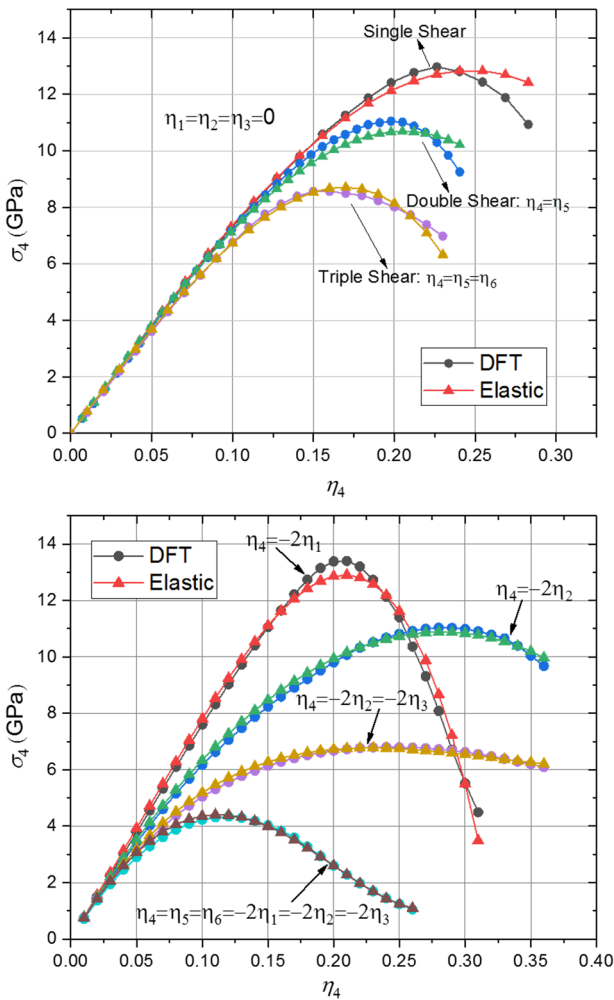 14
12
10
8
6
4
2
0
σ₄ (GPa)
Single Shear
η₁=η₂=η₃=0
Double Shear: η₄=η₅
Triple Shear: η₄=η₅=η₆
DFT
Elastic
0.00 0.05 0.10 0.15 0.20 0.25 0.30
η₄
14
12
10
8
6
4
2
0
σ₄ (GPa)
DFT
Elastic
η₄=−2η₁
η₄=−2η₂
η₄=−2η₂=−2η₃
η₄=η₅=η₆=−2η₁=−2η₂=−2η₃
0.00 0.05 0.10 0.15 0.20 0.25 0.30 0.35 0.40
η₄